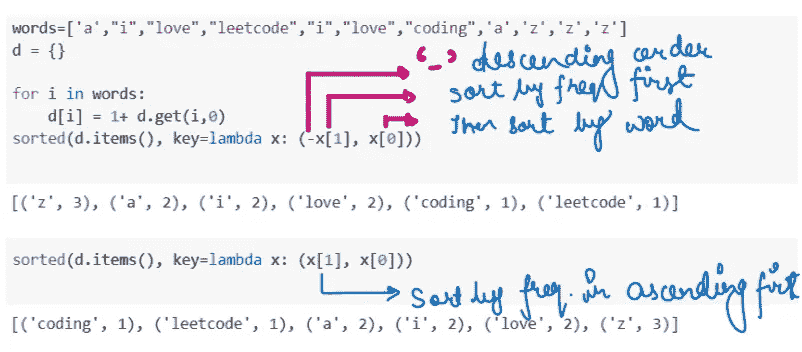 words=['a',"i","love","leetcode","i","love","coding",'a','z','z','z']
d = {}
'-' descending order
sort by freq first
for i in words:
d[i] = 1+ d.get(i,0)
Then sort by word
sorted(d.items(), key=lambda x: (-x[1], x[0]))
[('z', 3), ('a', 2), ('i', 2), ('love', 2), ('coding', 1), ('leetcode', 1)]
sorted(d.items(), key=lambda x: (x[1], x[0]))
Sort by freq. in ascending first
[('coding', 1), ('leetcode', 1), ('a', 2), ('i', 2), ('love', 2), ('z', 3)]